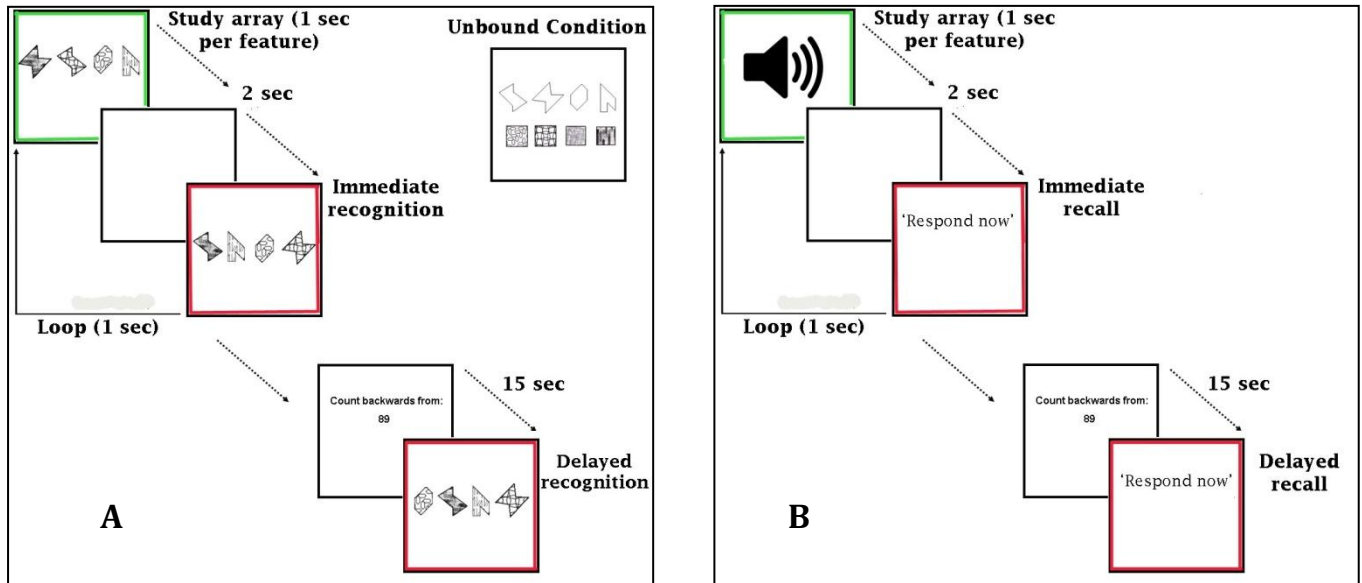 Study array (1 sec
per feature)
Unbound Condition
2 sec
Immediate
recognition
Loop (1 sec)
15 sec
Count backwards from:
89
Delayed
recognition
A
Study array (1 sec
per feature)
2 sec
Immediate
recall
'Respond now'
Loop (1 sec)
15 sec
Count backwards from:
89
Delayed
recall
'Respond now'
B